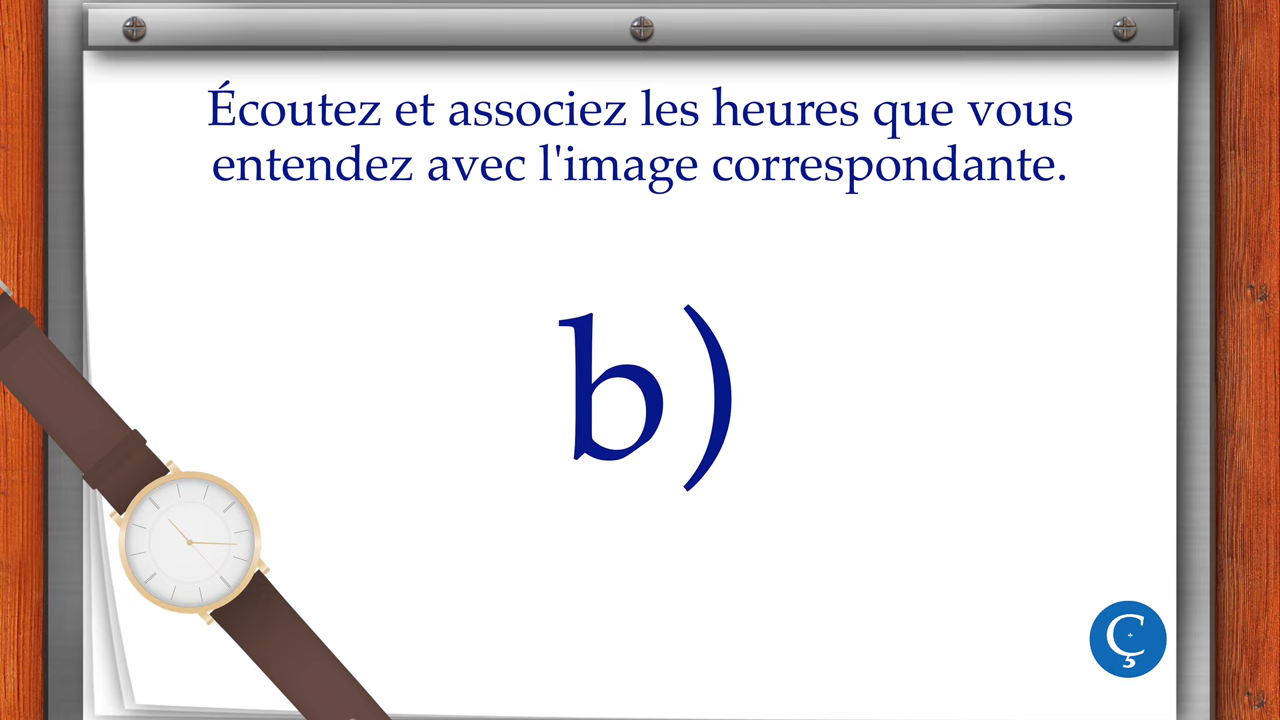 Écoutez et associez les heures que vous
entendez avec l'image correspondante.
b)
Ç